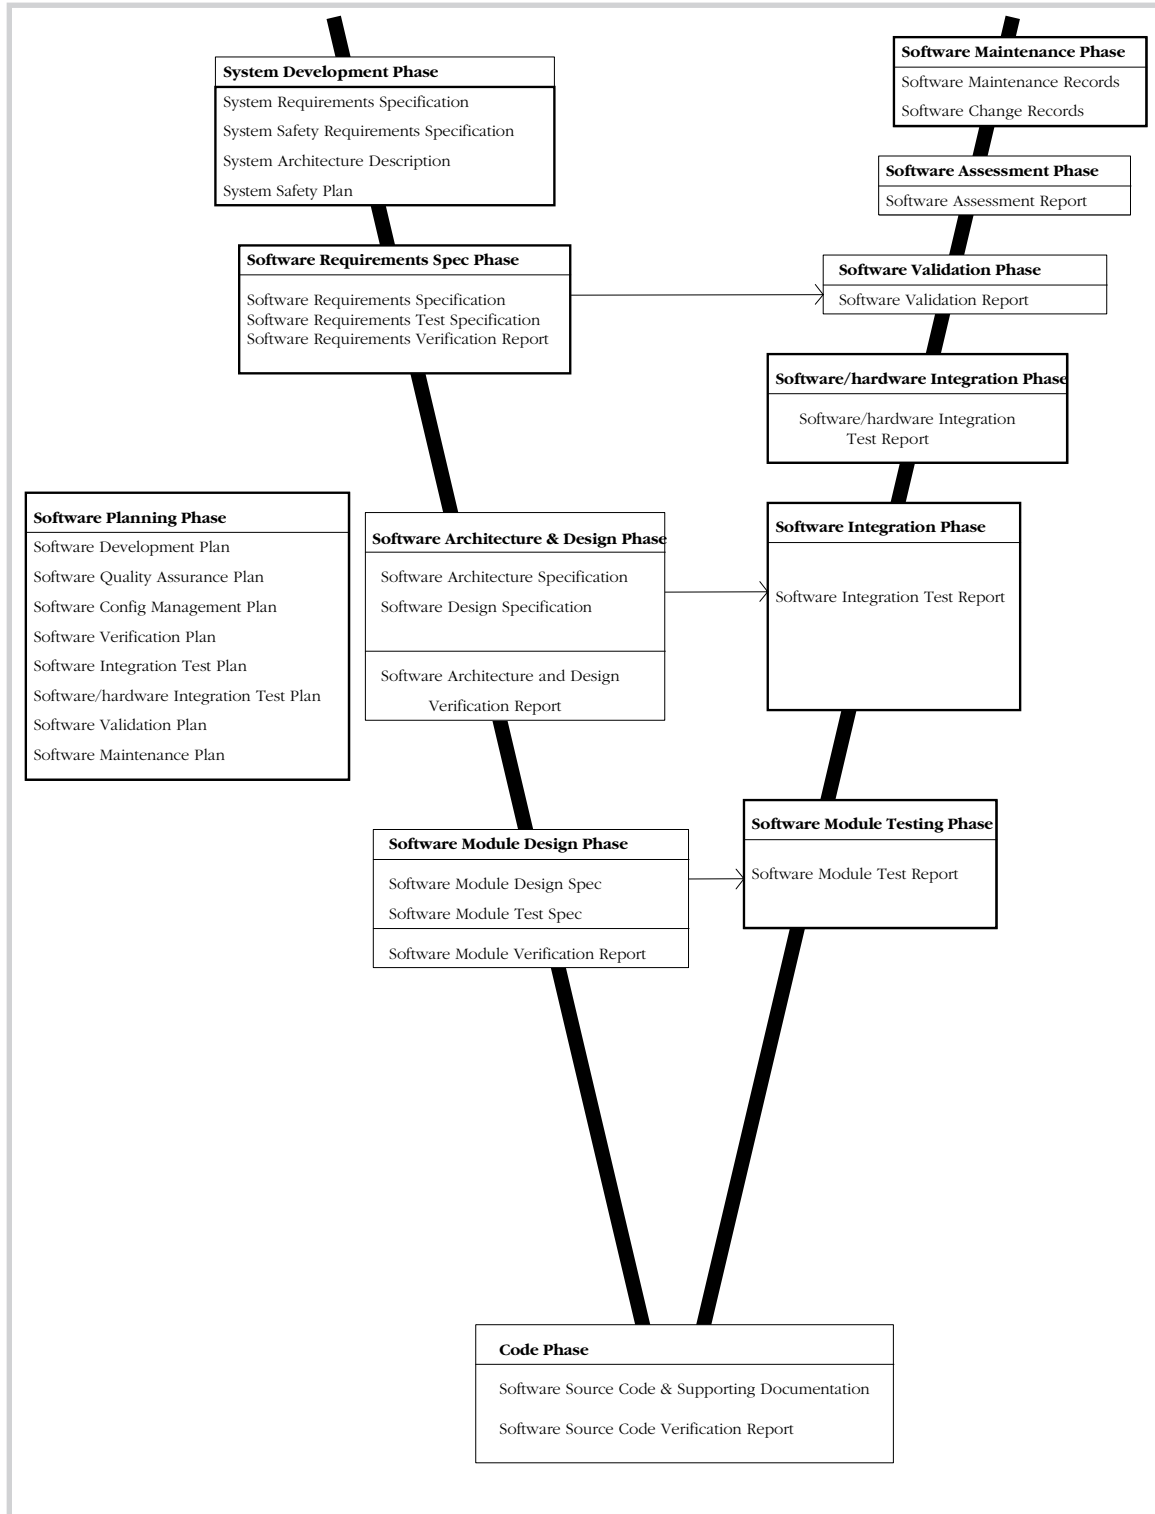 System Development Phase
System Requirements Specification
System Safety Requirements Specification
System Architecture Description
System Safety Plan
Software Maintenance Phase
Software Maintenance Records
Software Change Records
Software Assessment Phase
Software Assessment Report
Software Requirements Spec Phase
Software Requirements Specification
Software Requirements Test Specification
Software Requirements Verification Report
Software Validation Phase
Software Validation Report
Software/hardware Integration Phase
Software/hardware Integration
Test Report
Software Planning Phase
Software Development Plan
Software Quality Assurance Plan
Software Config Management Plan
Software Verification Plan
Software Integration Test Plan
Software/hardware Integration Test Plan
Software Validation Plan
Software Maintenance Plan
Software Architecture & Design Phase
Software Architecture Specification
Software Design Specification
Software Architecture and Design
Verification Report
Software Integration Phase
Software Integration Test Report
Software Module Design Phase
Software Module Design Spec
Software Module Test Spec
Software Module Verification Report
Software Module Testing Phase
Software Module Test Report
Code Phase
Software Source Code & Supporting Documentation
Software Source Code Verification Report